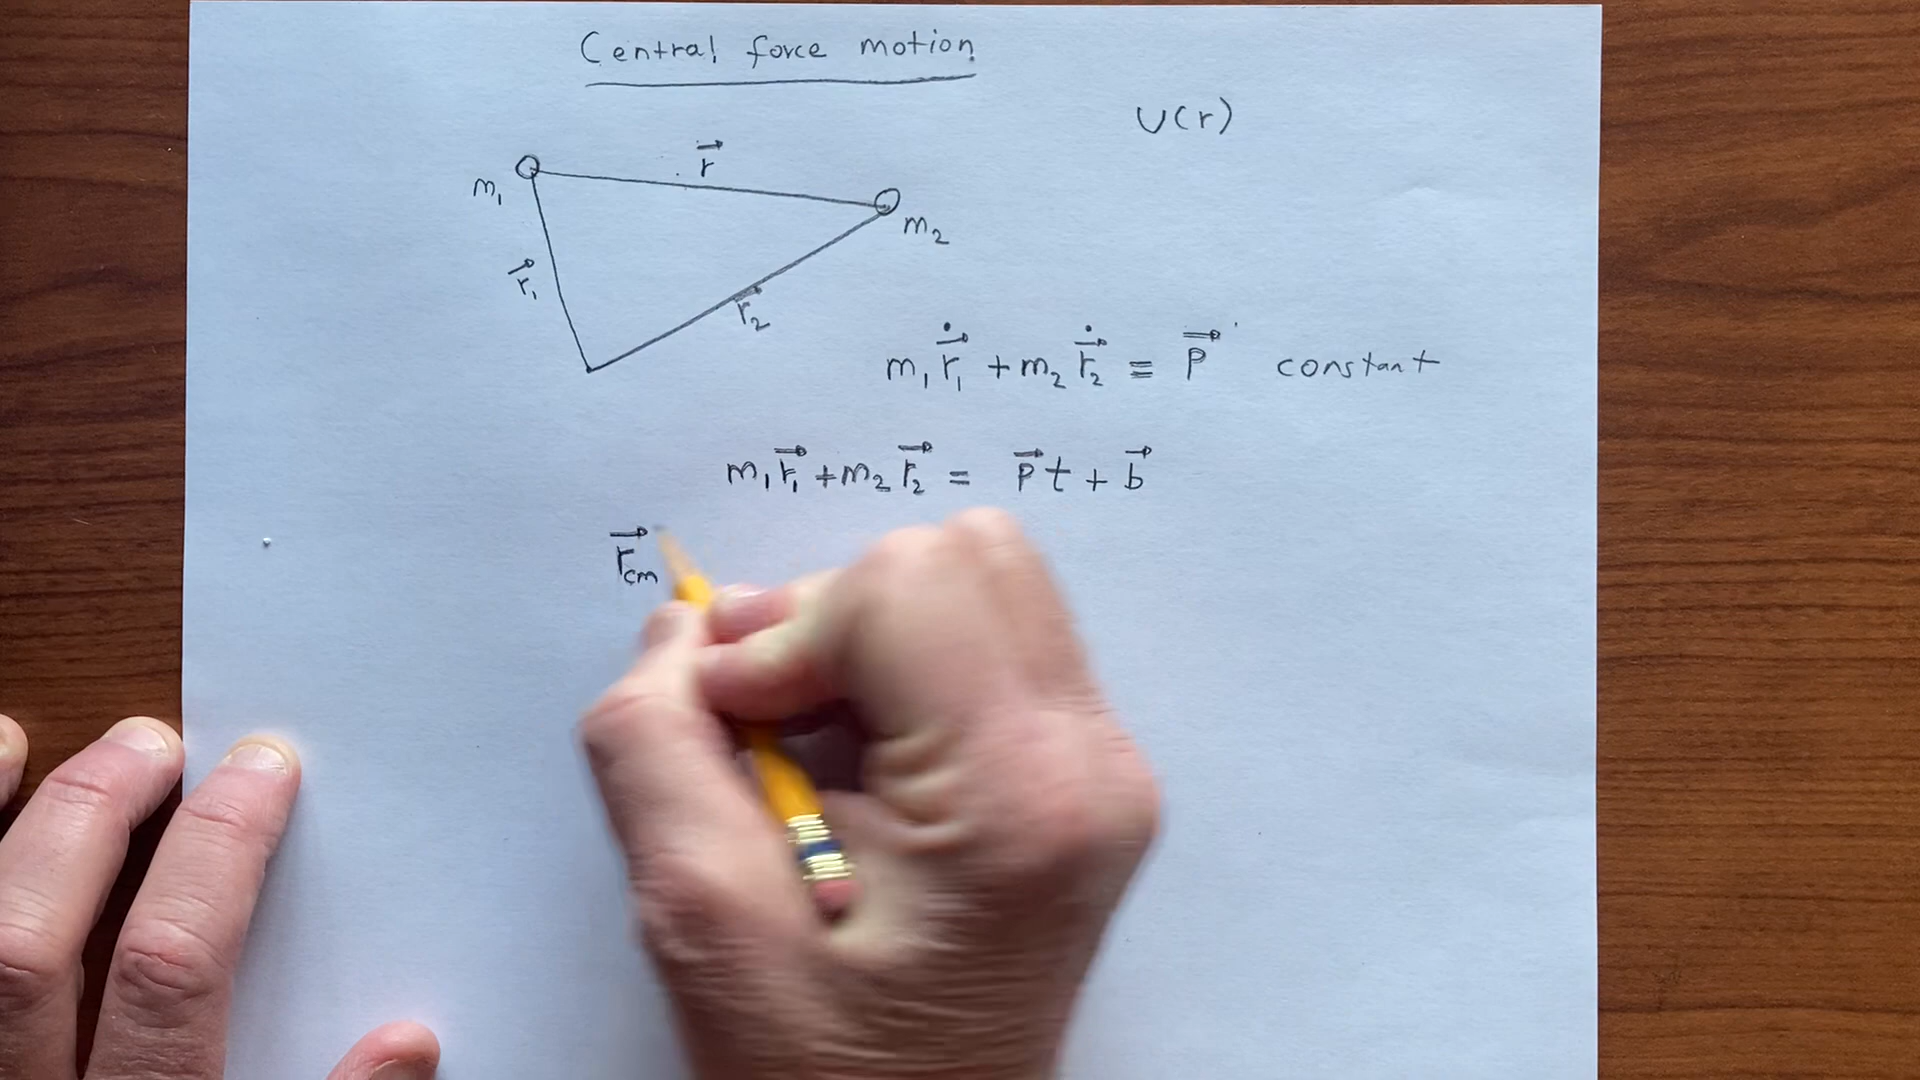 Central force motion
U(r)
m₁ r⃗ m₂
r⃗₁ r⃗₂
m₁ṙ⃗₁ + m₂ṙ⃗₂ ≡ P⃗ constant
m₁r⃗₁ + m₂r⃗₂ = P⃗t + b⃗
r⃗cm